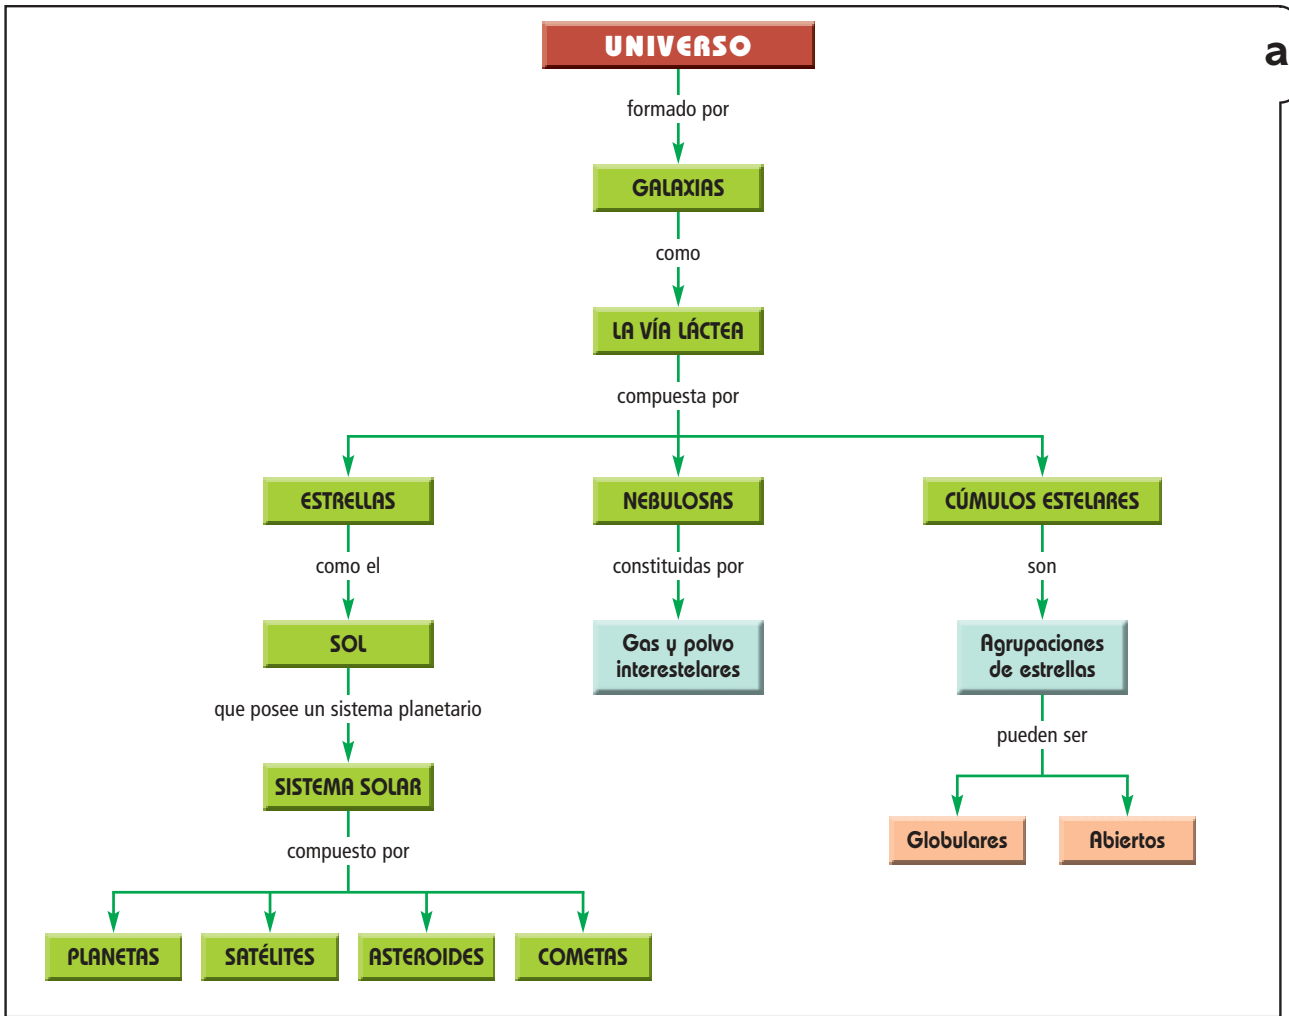 UNIVERSO
a
formado por
GALAXIAS
como
LA VÍA LÁCTEA
compuesta por
ESTRELLAS
NEBULOSAS
CÚMULOS ESTELARES
como el
constituidas por
son
SOL
Gas y polvo
interestelares
Agrupaciones
de estrellas
que posee un sistema planetario
pueden ser
SISTEMA SOLAR
Globulares
Abiertos
compuesto por
PLANETAS
SATÉLITES
ASTEROIDES
COMETAS